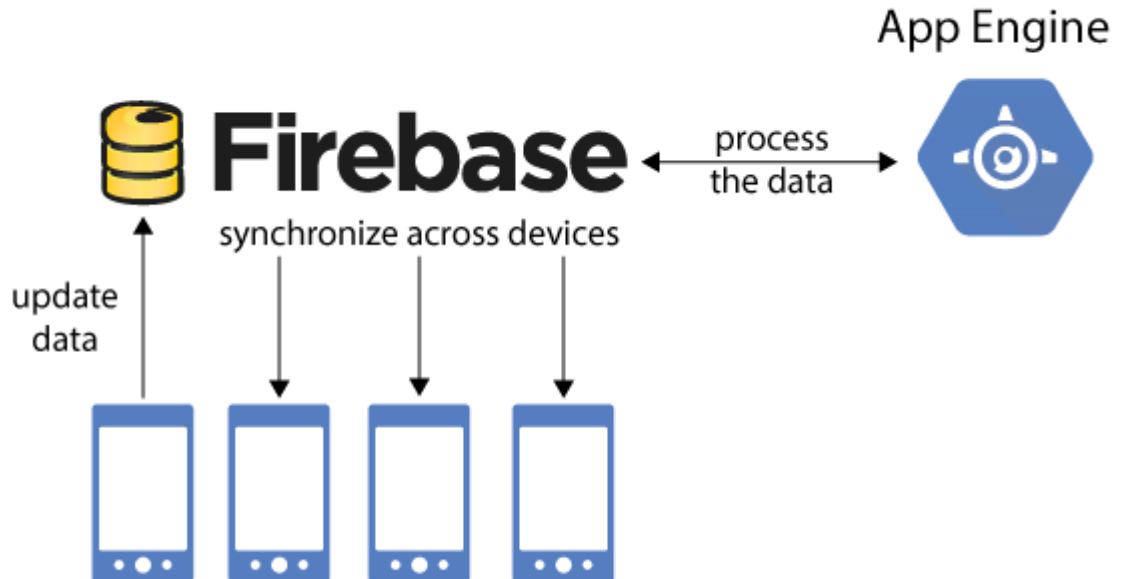 App Engine
Firebase
process
the data
synchronize across devices
update
data